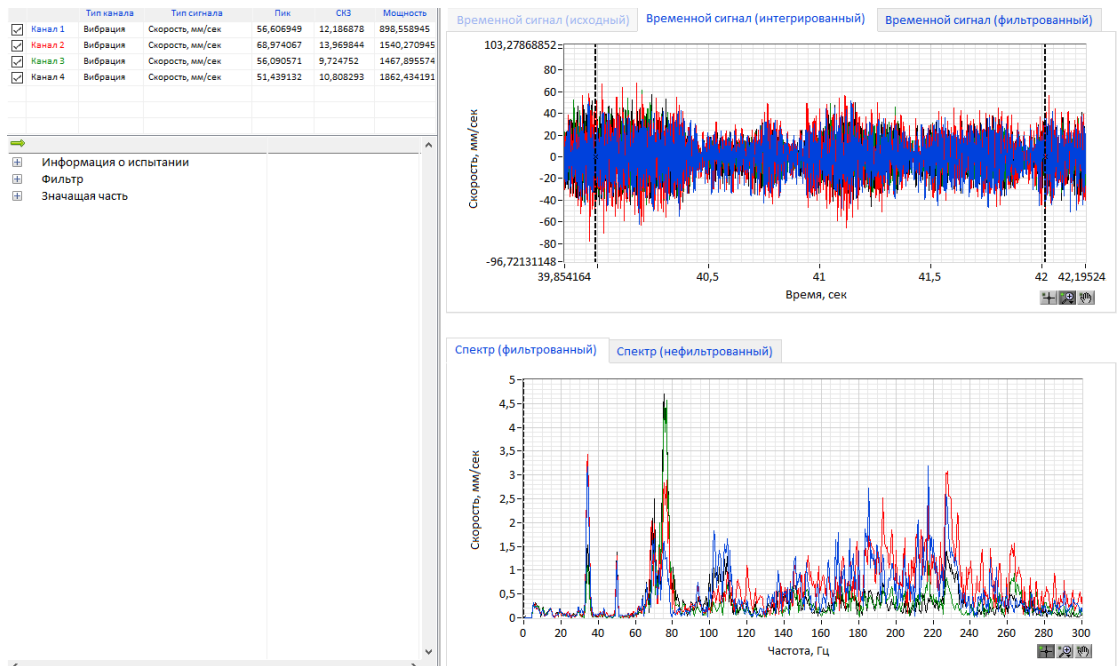 Тип канала Тип сигнала Пик СКЗ Мощность
Канал 1 Вибрация Скорость, мм/сек 56,606949 12,186878 898,558945
Канал 2 Вибрация Скорость, мм/сек 68,974067 13,969844 1540,270945
Канал 3 Вибрация Скорость, мм/сек 56,090571 9,724752 1467,895574
Канал 4 Вибрация Скорость, мм/сек 51,439132 10,808293 1862,434191
Информация о испытании
Фильтр
Значащая часть
Временной сигнал (исходный) Временной сигнал (интегрированный) Временной сигнал (фильтрованный)
103,27868852
80
60
40
20
0
-20
-40
-60
-80
-96,72131148
Скорость, мм/сек
39,854164 40,5 41 41,5 42 42,19524
Время, сек
Спектр (фильтрованный) Спектр (нефильтрованный)
5
4,5
4
3,5
3
2,5
2
1,5
1
0,5
0
Скорость, мм/сек
0 20 40 60 80 100 120 140 160 180 200 220 240 260 280 300
Частота, Гц